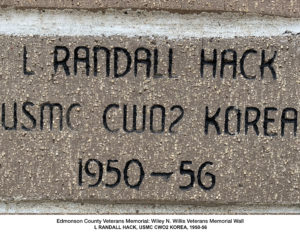 L RANDALL HACK
USMC CWO2 KOREA
1950-56
Edmonson County Veterans Memorial: Wiley N. Willis Veterans Memorial Wall
L RANDALL HACK, USMC CWO2 KOREA, 1950-56